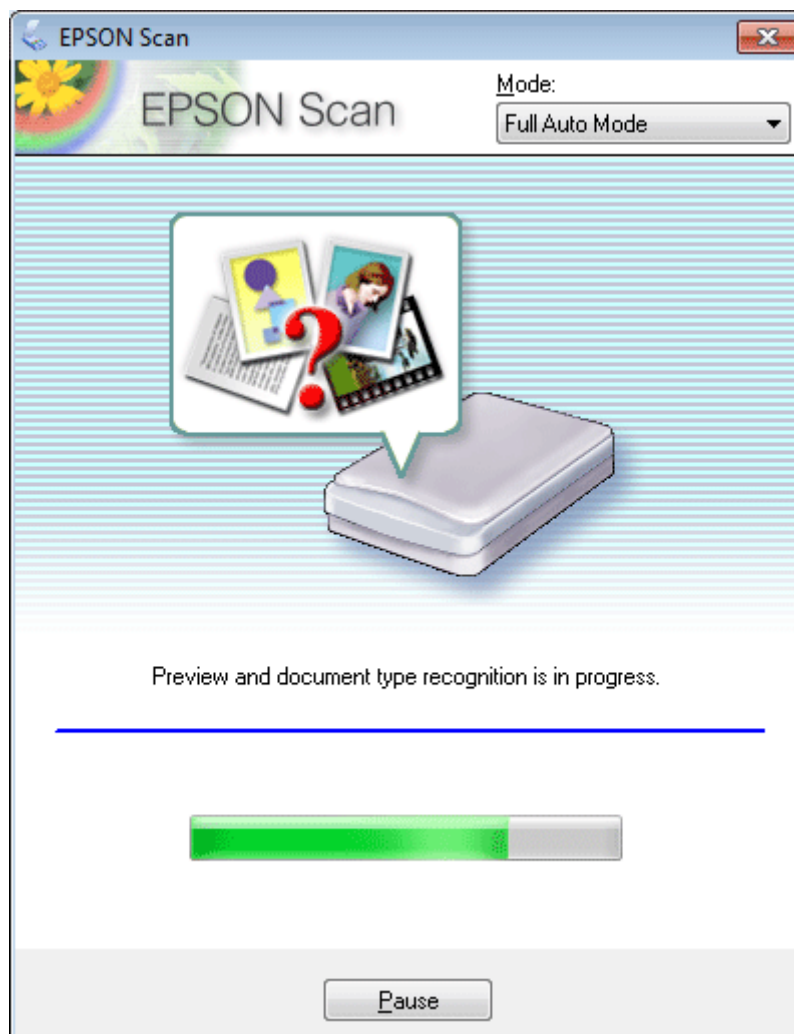 EPSON Scan
EPSON Scan
Mode:
Full Auto Mode
Preview and document type recognition is in progress.
Pause